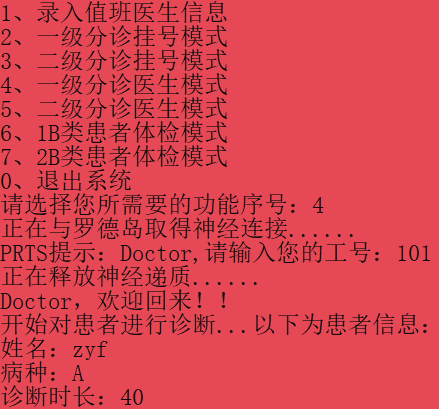 1、录入值班医生信息
2、一级分诊挂号模式
3、二级分诊挂号模式
4、一级分诊医生模式
5、二级分诊医生模式
6、1B类患者体检模式
7、2B类患者体检模式
0、退出系统
请选择您所需要的功能序号：4
正在与罗德岛取得神经连接......
PRTS提示：Doctor,请输入您的工号：101
正在释放神经递质......
Doctor，欢迎回来！！
开始对患者进行诊断...以下为患者信息：
姓名：zyf
病种：A
诊断时长：40